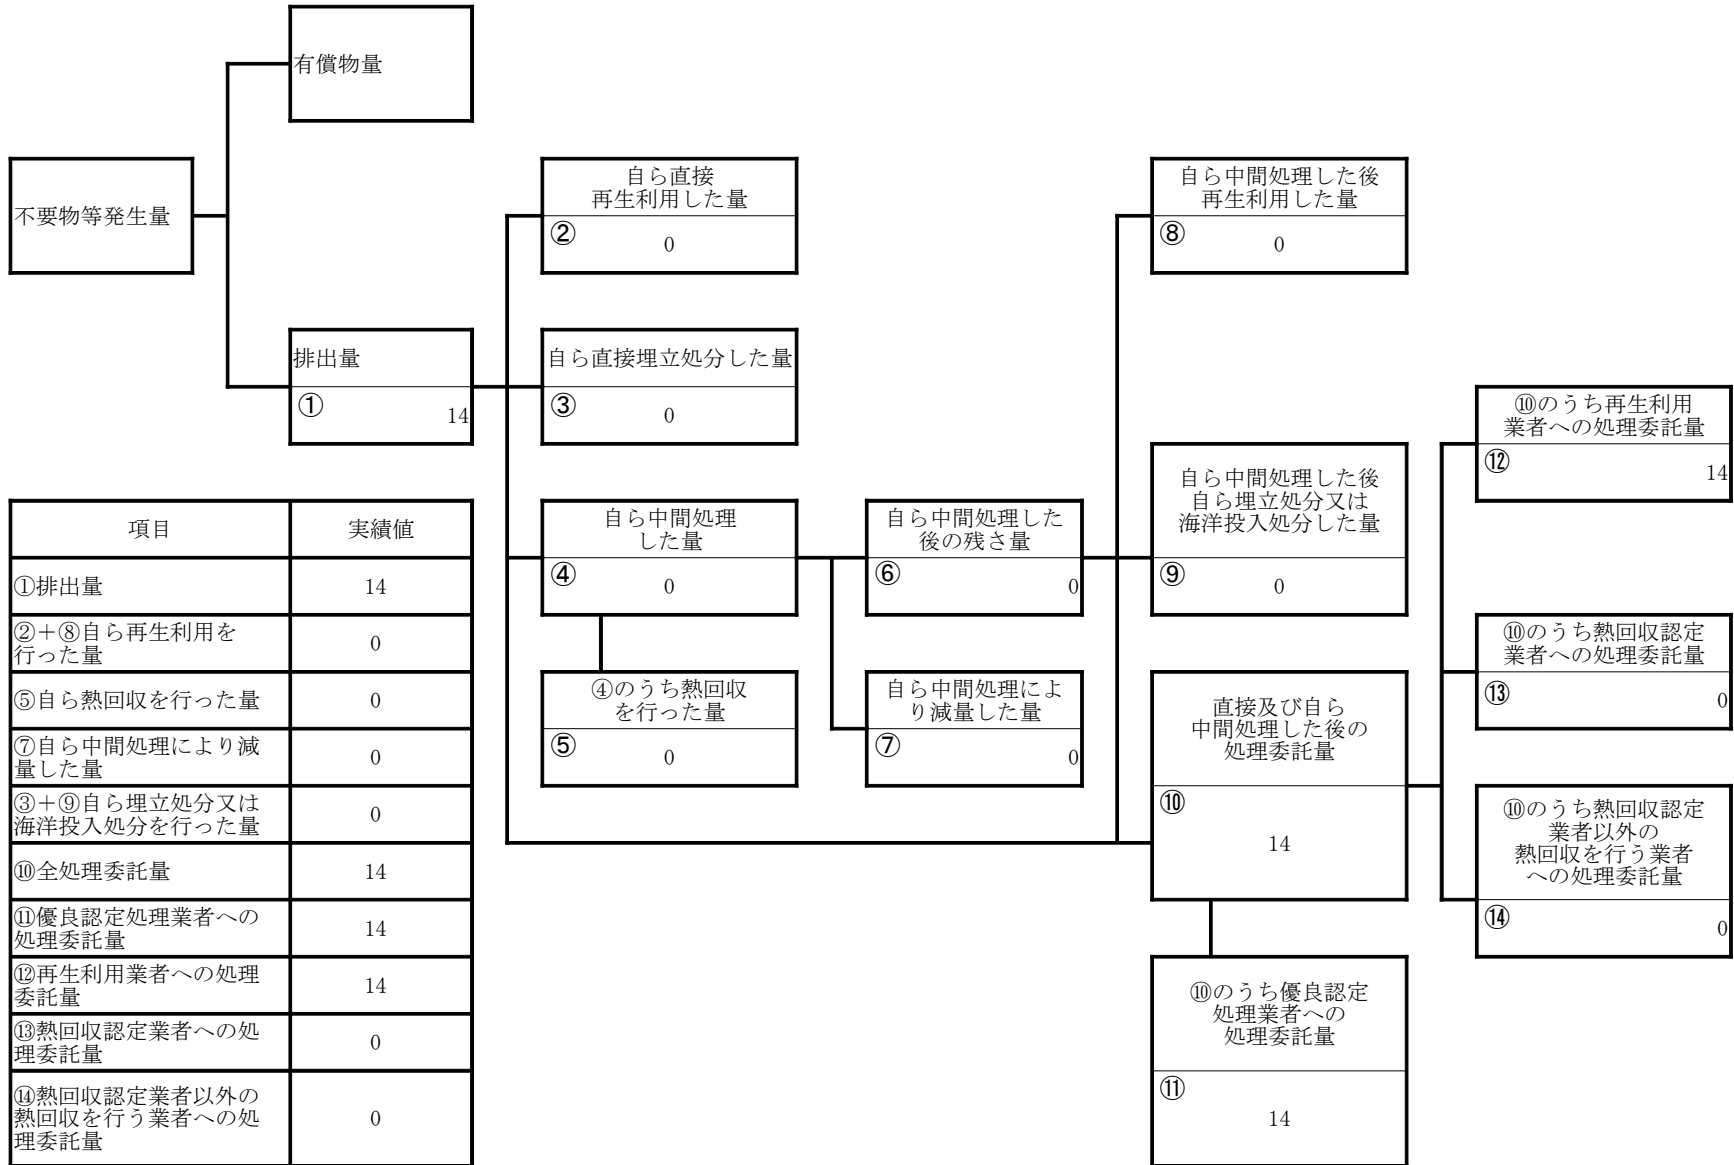 有償物量
不要物等発生量
自ら直接
再生利用した量
②
0
自ら中間処理した後
再生利用した量
⑧
0
排出量
①
14
自ら直接埋立処分した量
③
0
⑩のうち再生利用
業者への処理委託量
⑫
14
自ら中間処理
した量
④
0
自ら中間処理した
後の残さ量
⑥
0
自ら中間処理した後
自ら埋立処分又は
海洋投入処分した量
⑨
0
④のうち熱回収
を行った量
⑤
0
自ら中間処理によ
り減量した量
⑦
0
直接及び自ら
中間処理した後の
処理委託量
⑩
14
⑩のうち熱回収認定
業者への処理委託量
⑬
0
⑩のうち熱回収認定
業者以外の
熱回収を行う業者
への処理委託量
⑭
0
⑩のうち優良認定
処理業者への
処理委託量
⑪
14
項目 実績値
①排出量 14
②+⑧自ら再生利用を
行った量 0
⑤自ら熱回収を行った量 0
⑦自ら中間処理により減
量した量 0
③+⑨自ら埋立処分又は
海洋投入処分を行った量 0
⑩全処理委託量 14
⑪優良認定処理業者への
処理委託量 14
⑫再生利用業者への処理
委託量 14
⑬熱回収認定業者への処
理委託量 0
⑭熱回収認定業者以外の
熱回収を行う業者への処 0
理委託量